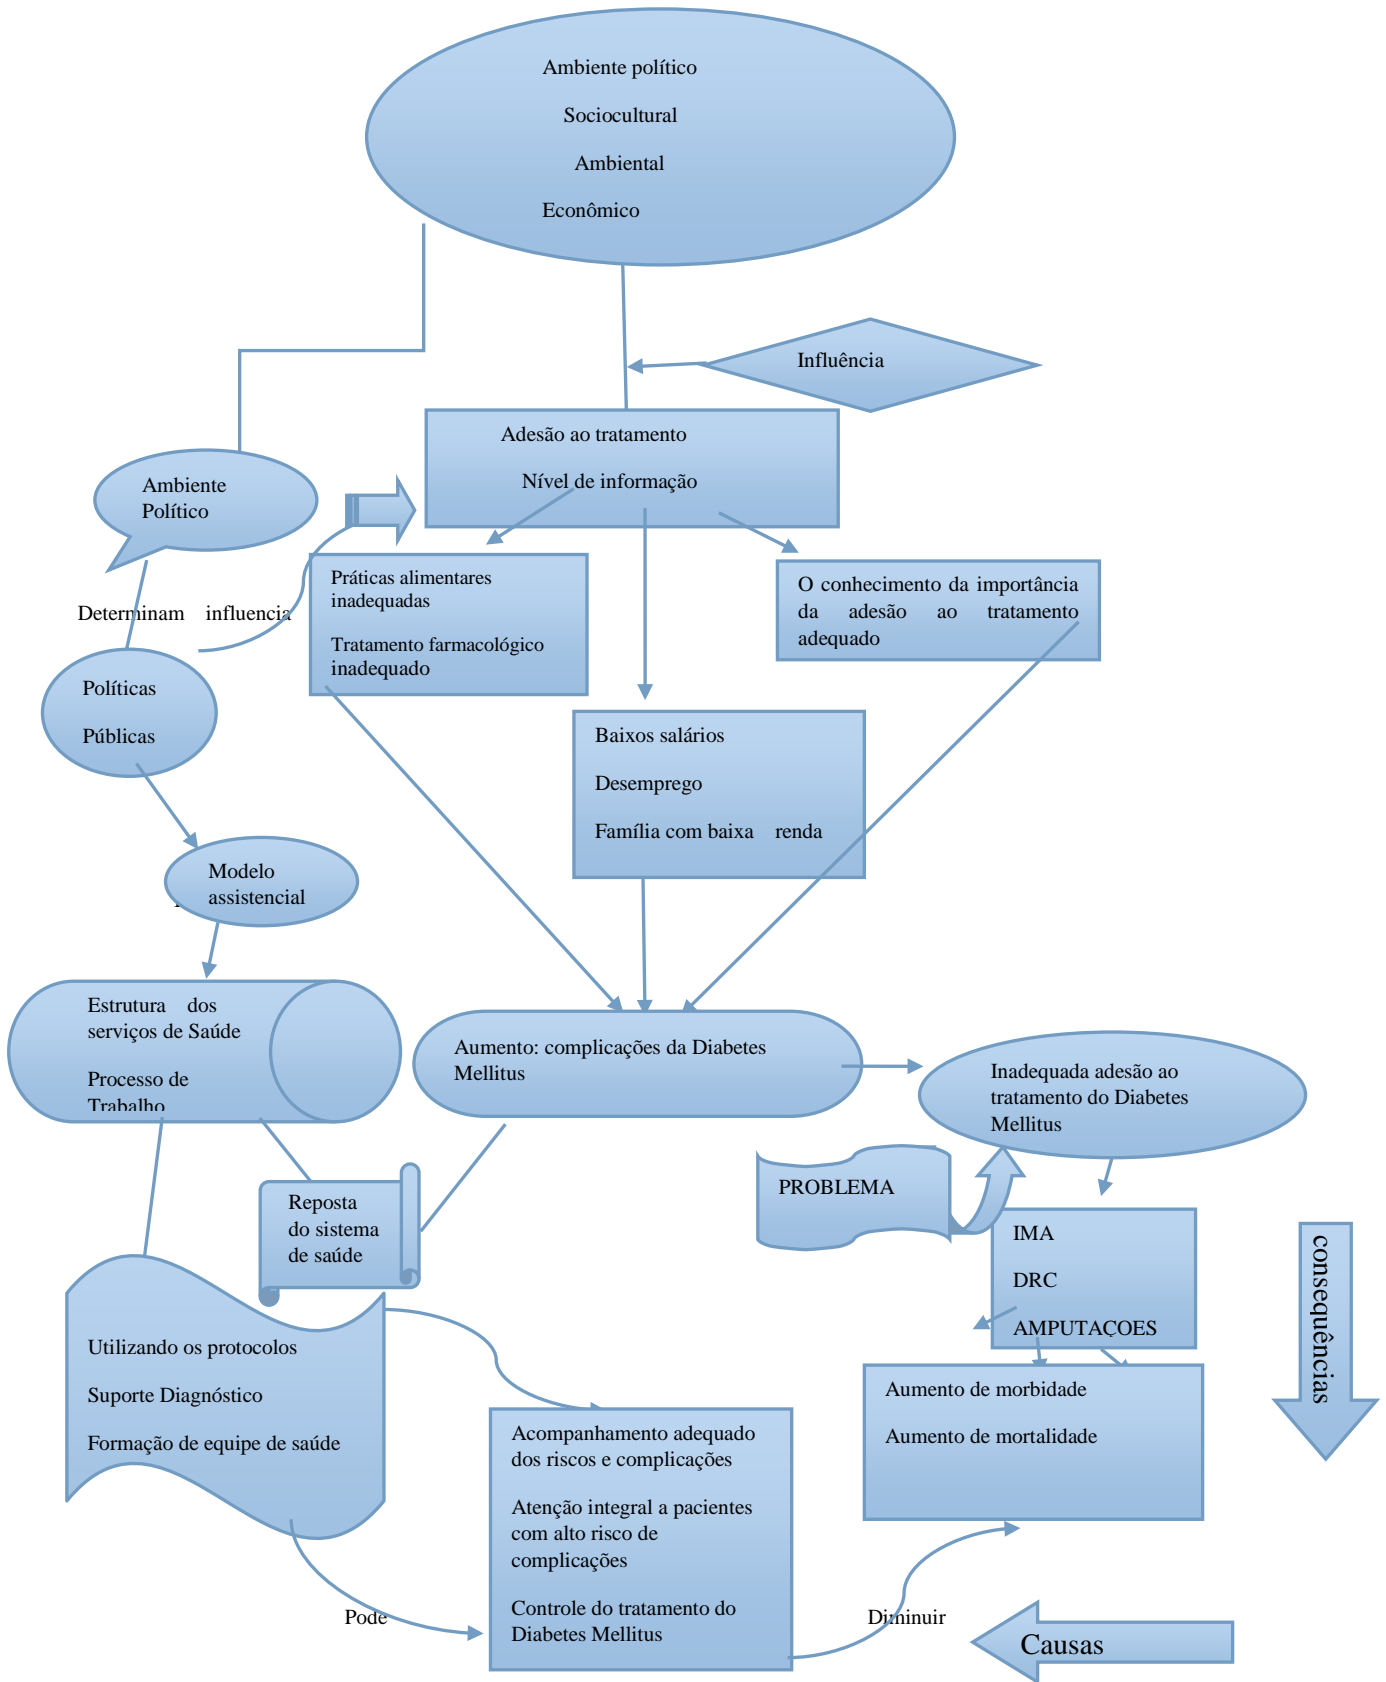 Ambiente político
Sociocultural
Ambiental
Econômico
Influência
Adesão ao tratamento
Nível de informação
Ambiente
Político
Determinam influencia
Práticas alimentares
inadequadas
Tratamento farmacológico
inadequado
O conhecimento da importância
da adesão ao tratamento
adequado
Políticas
Públicas
Baixos salários
Desemprego
Família com baixa renda
Modelo
assistencial
Estrutura dos
serviços de Saúde
Processo de
Trabalho
Aumento: complicações da Diabetes
Mellitus
Inadequada adesão ao
tratamento do Diabetes
Mellitus
PROBLEMA
Reposta
do sistema
de saúde
IMA
DRC
AMPUTAÇOES
consequências
Utilizando os protocolos
Suporte Diagnóstico
Formação de equipe de saúde
Aumento de morbidade
Aumento de mortalidade
Acompanhamento adequado
dos riscos e complicações
Atenção integral a pacientes
com alto risco de
complicações
Controle do tratamento do
Diabetes Mellitus
Pode
Diminuir
Causas